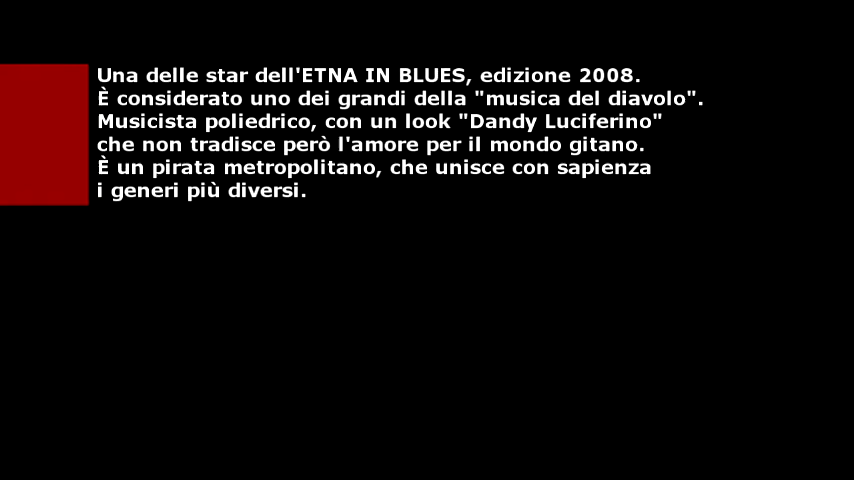 Una delle star dell'ETNA IN BLUES, edizione 2008.
È considerato uno dei grandi della "musica del diavolo".
Musicista poliedrico, con un look "Dandy Luciferino"
che non tradisce però l'amore per il mondo gitano.
È un pirata metropolitano, che unisce con sapienza
i generi più diversi.